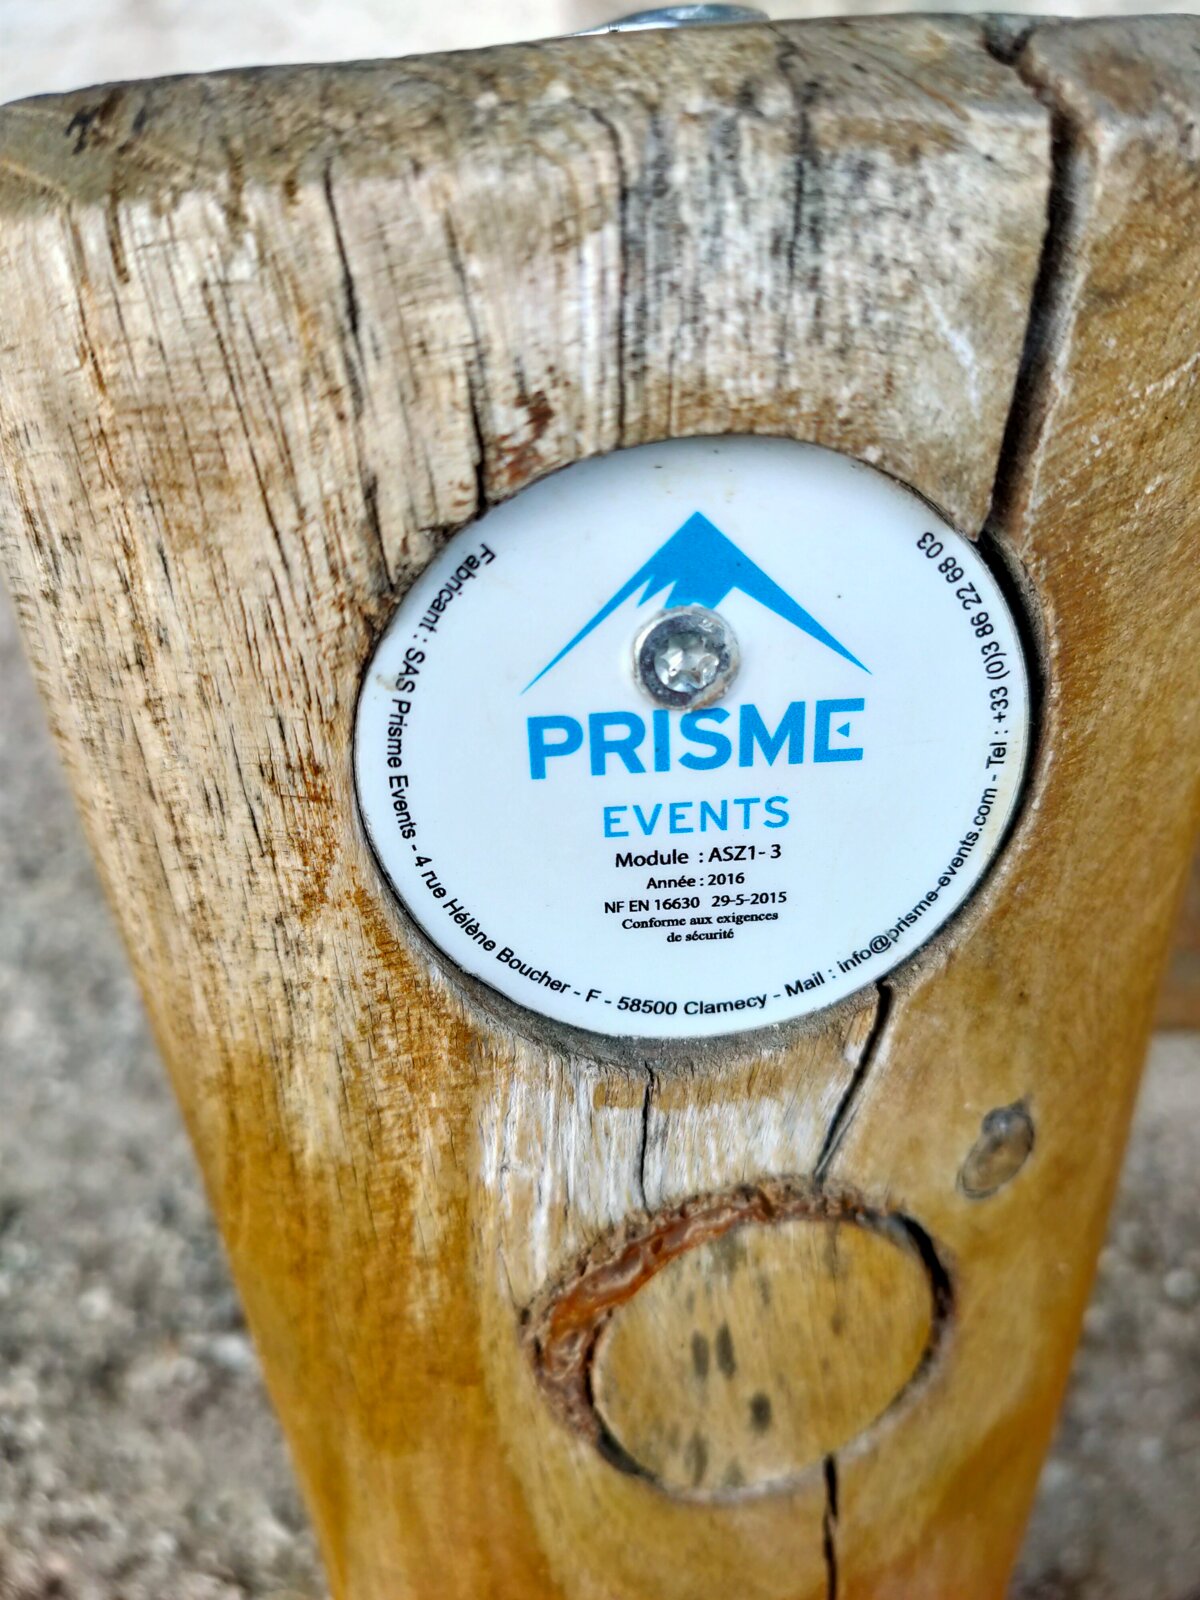 PRISME
EVENTS
Module : ASZ1-3
Année : 2016
NF EN 16630 29-5-2015
Conforme aux exigences
de sécurité
Fabricant : SAS Prisme Events - 4 rue Hélène Boucher - F - 58500 Clamecy - Mail : info@prisme-events.com - Tel : +33 (0)3 86 22 68 03